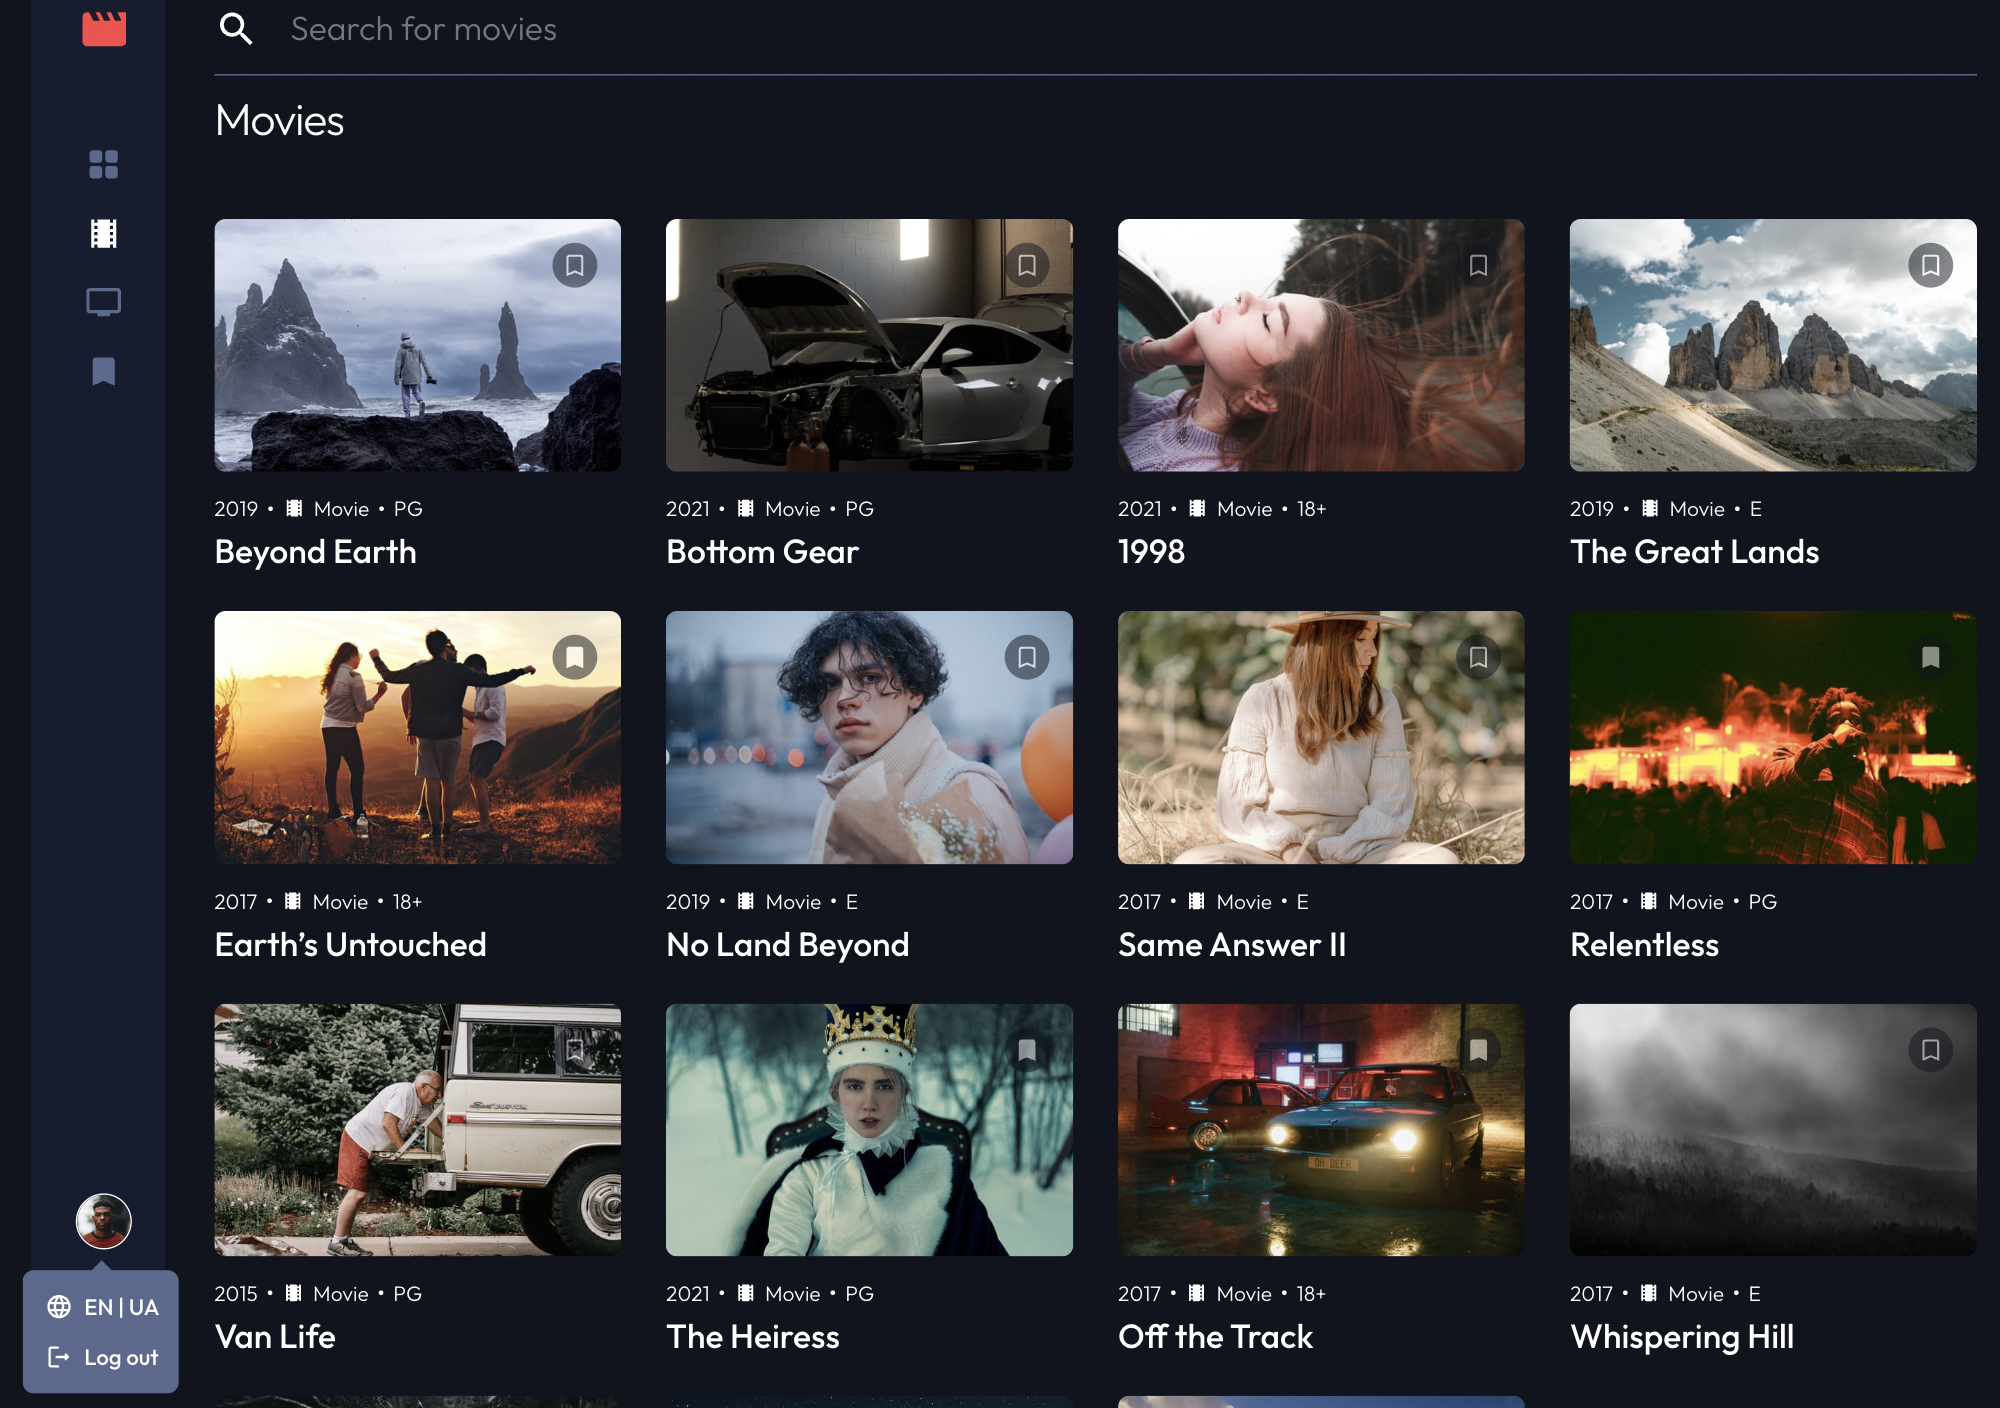 Search for movies
Movies
2019 • Movie • PG
Beyond Earth
2021 • Movie • PG
Bottom Gear
2021 • Movie • 18+
1998
2019 • Movie • E
The Great Lands
2017 • Movie • 18+
Earth’s Untouched
2019 • Movie • E
No Land Beyond
2017 • Movie • E
Same Answer II
2017 • Movie • PG
Relentless
2015 • Movie • PG
Van Life
2021 • Movie • PG
The Heiress
OH DEER
2017 • Movie • 18+
Off the Track
2017 • Movie • E
Whispering Hill
EN | UA
Log out